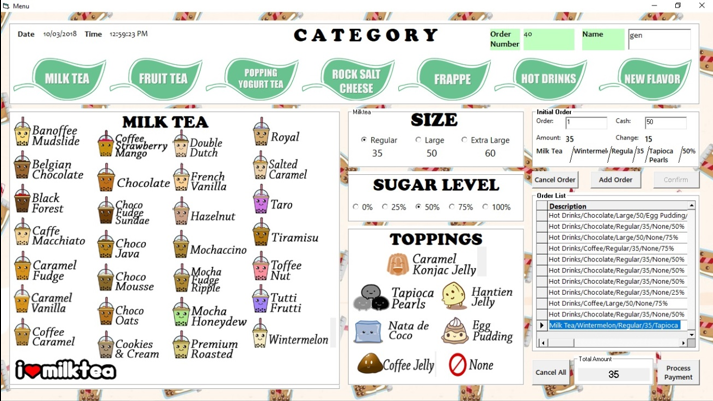 Menu
Date 10/03/2018 Time 12:59:23 PM
CATEGORY
Order Number 40
Name gen
MILK TEA
FRUIT TEA
POPPING
YOGURT TEA
ROCK SALT
CHEESE
FRAPPE
HOT DRINKS
NEW FLAVOR
MILK TEA
Banoffee
Mudslide
Belgian
Chocolate
Black
Forest
Caffe
Macchiato
Caramel
Fudge
Caramel
Vanilla
Coffee
Caramel
Coffee
Strawberry
Mango
Chocolate
Choco
Fudge
Sundae
Choco
Java
Choco
Mousse
Choco
Oats
Cookies
& Cream
Double
Dutch
French
Vanilla
Hazelnut
Mochaccino
Mocha
Fudge
Ripple
Mocha
Honeydew
Premium
Roasted
Royal
Salted
Caramel
Taro
Tiramisu
Toffee
Nut
Tutti
Frutti
Wintermelon
i milktea
Milktea
SIZE
Regular Large Extra Large
35 50 60
SUGAR LEVEL
0% 25% 50% 75% 100%
TOPPINGS
Caramel
Konjac Jelly
Tapioca
Pearls
Hantien
Jelly
Nata de
Coco
Egg
Pudding
Coffee Jelly
None
Initial Order
Order: 1 Cash: 50
Amount: 35 Change: 15
Milk Tea /Wintermel /Regula /35 /Tapioca Pearls /50%
Cancel Order
Add Order
Confirm
Order List
Description
Hot Drinks/Chocolate/Large/50/Egg Pudding/
Hot Drinks/Chocolate/Regular/35/None/50%
Hot Drinks/Chocolate/Large/50/None/75%
Hot Drinks/Coffee/Regular/35/None/75%
Hot Drinks/Chocolate/Regular/35/None/50%
Hot Drinks/Chocolate/Regular/35/None/50%
Hot Drinks/Chocolate/Regular/35/None/50%
Hot Drinks/Chocolate/Regular/35/None/25%
Hot Drinks/Coffee/Large/50/None/75%
Hot Drinks/Chocolate/Regular/35/None/50%
Milk Tea/Wintermelon/Regular/35/Tapioca
Cancel All
Total Amount
35
Process
Payment